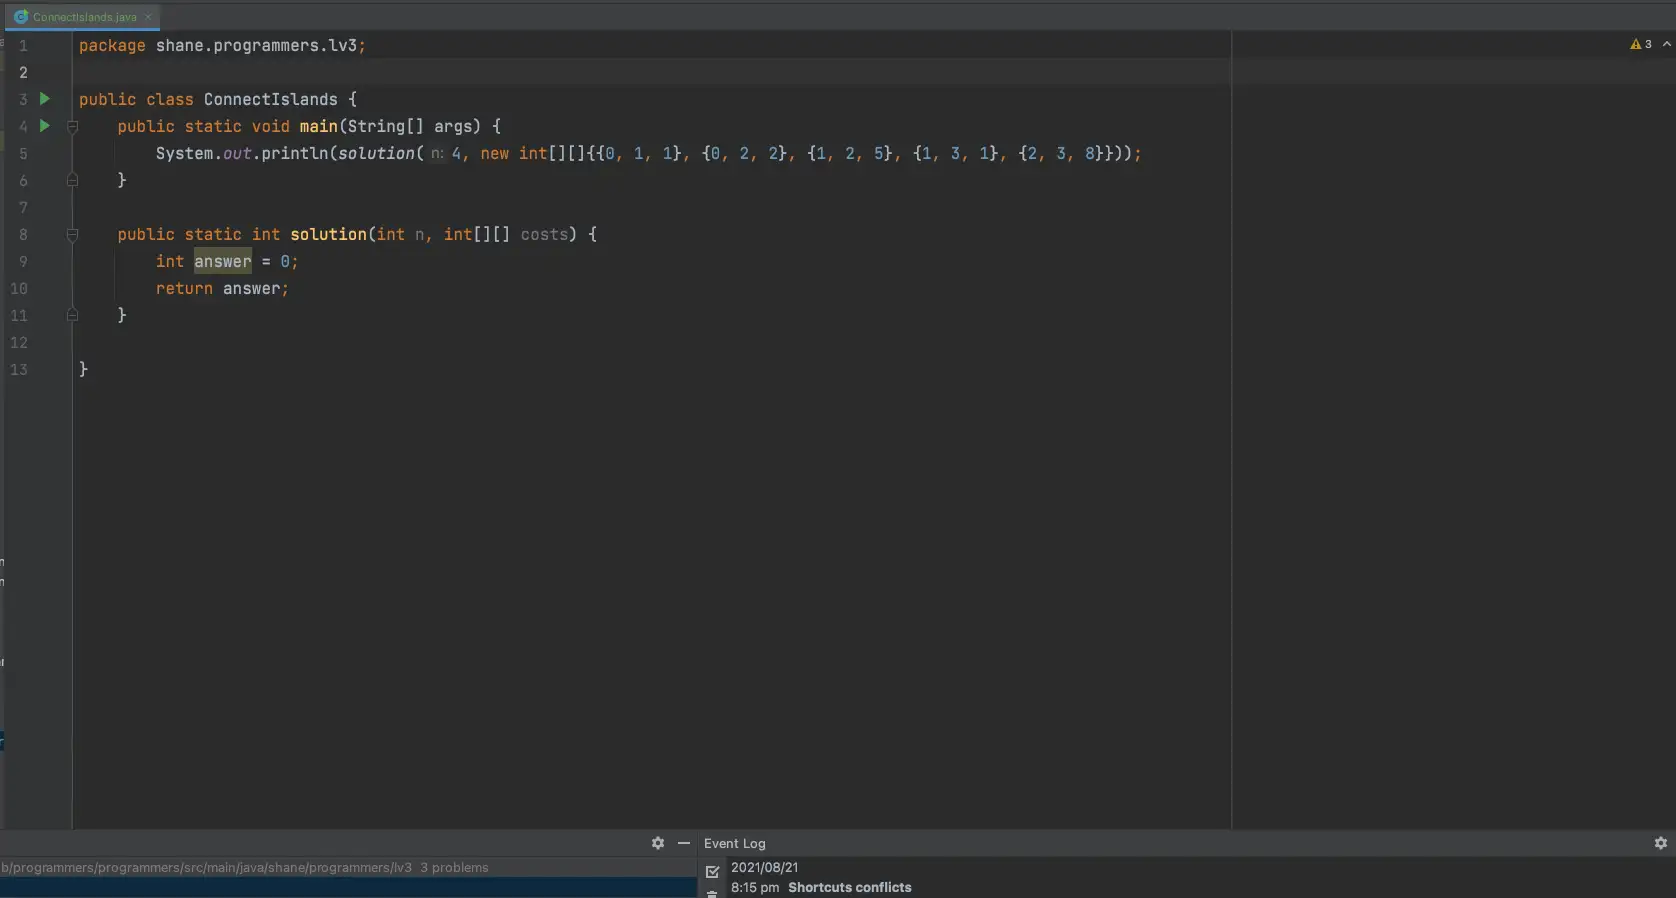 ConnectIslands.java
1 package shane.programmers.lv3;
3
2
3 public class ConnectIslands {
4 public static void main(String[] args) {
5 System.out.println(solution( n: 4, new int[][]{{0, 1, 1}, {0, 2, 2}, {1, 2, 5}, {1, 3, 1}, {2, 3, 8}}));
6 }
7
8 public static int solution(int n, int[][] costs) {
9 int answer = 0;
10 return answer;
11 }
12
13 }
Event Log
b/programmers/programmers/src/main/java/shane/programmers/lv3 3 problems
2021/08/21
8:15 pm Shortcuts conflicts